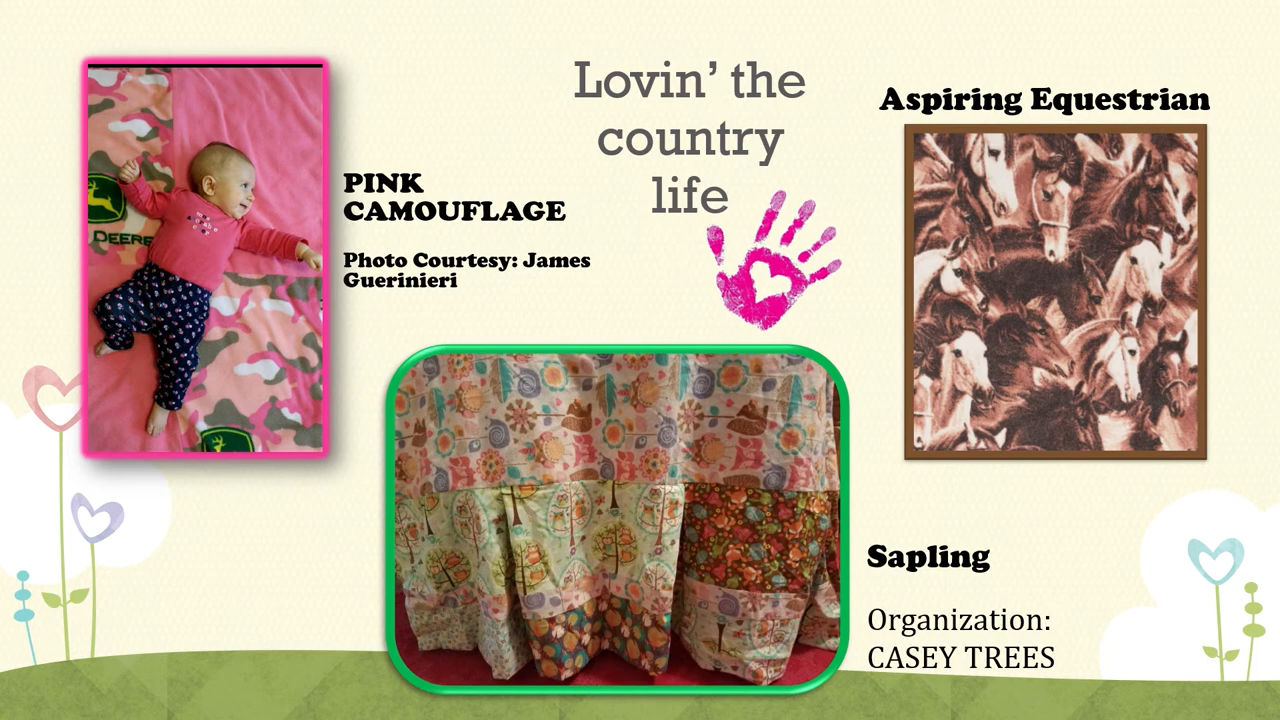 Lovin’ the
country
life
Aspiring Equestrian
PINK
CAMOUFLAGE
Photo Courtesy: James
Guerinieri
DEERE
Sapling
Organization:
CASEY TREES